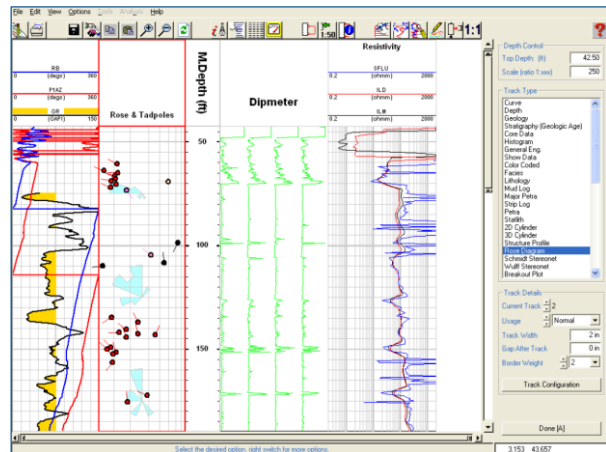 File Edit View Options Tools Analysis Window Help
1:50
1:1
?
Resistivity
RB
0 (degs) 360
P1AZ
0 (degs) 360
GR
0 (GAPI) 150
Rose & Tadpoles
M.Depth (ft)
Dipmeter
SFLU
0.2 (ohmm) 2000
ILD
0.2 (ohmm) 2000
ILM
0.2 (ohmm) 2000
50
100
150
Depth Control
Top Depth: (ft) 42.50
Scale (ratio 1:xxx) 250
Track Type
Curve
Depth
Geology
Stratigraphy (Geologic Age)
Core Data
Histogram
General Eng.
Show Data
Color Coded
Facies
Lithology
Mud Log
Major Petra
Strip Log
Petra
Statlith
2D Cylinder
3D Cylinder
Structure Profile
Rose Diagram
Schmidt Stereonet
Wulff Stereonet
Breakout Plot
Track Details
Current Track 2
Usage Normal
Track Width 2 in
Gap After Track 0 in
Border Weight 2
Track Configuration
Done [A]
Select the desired option, right switch for more options.
3.153 43.657